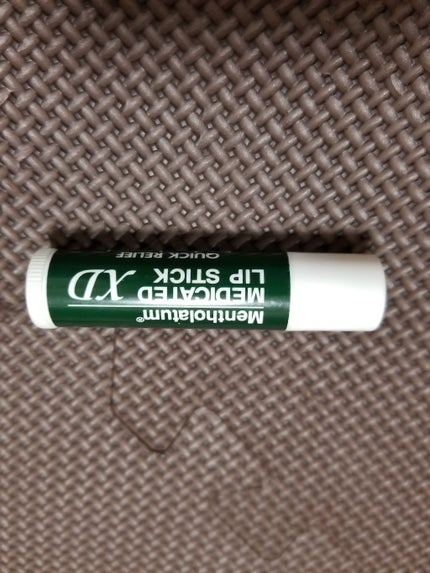 Mentholatum®
MEDICATED
LIP STICK XD
QUICK RELIEF